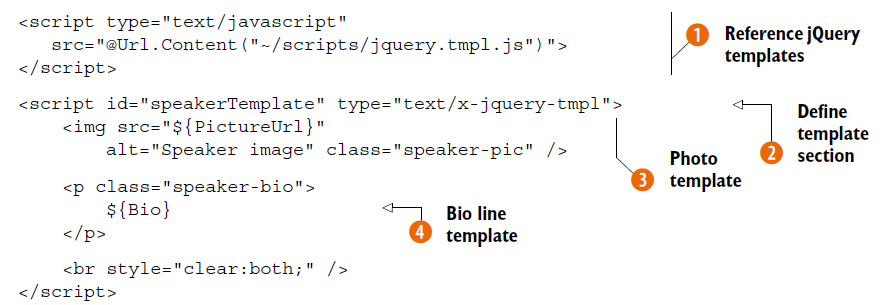 <script type="text/javascript"
src="@Url.Content("~/scripts/jquery.tmpl.js")">
</script>
1 Reference jQuery
templates
<script id="speakerTemplate" type="text/x-jquery-tmpl">
<img src="${PictureUrl}"
alt="Speaker image" class="speaker-pic" />
2 Define
template
section
3 Photo
template
<p class="speaker-bio">
${Bio}
</p>
4 Bio line
template
<br style="clear:both;" />
</script>